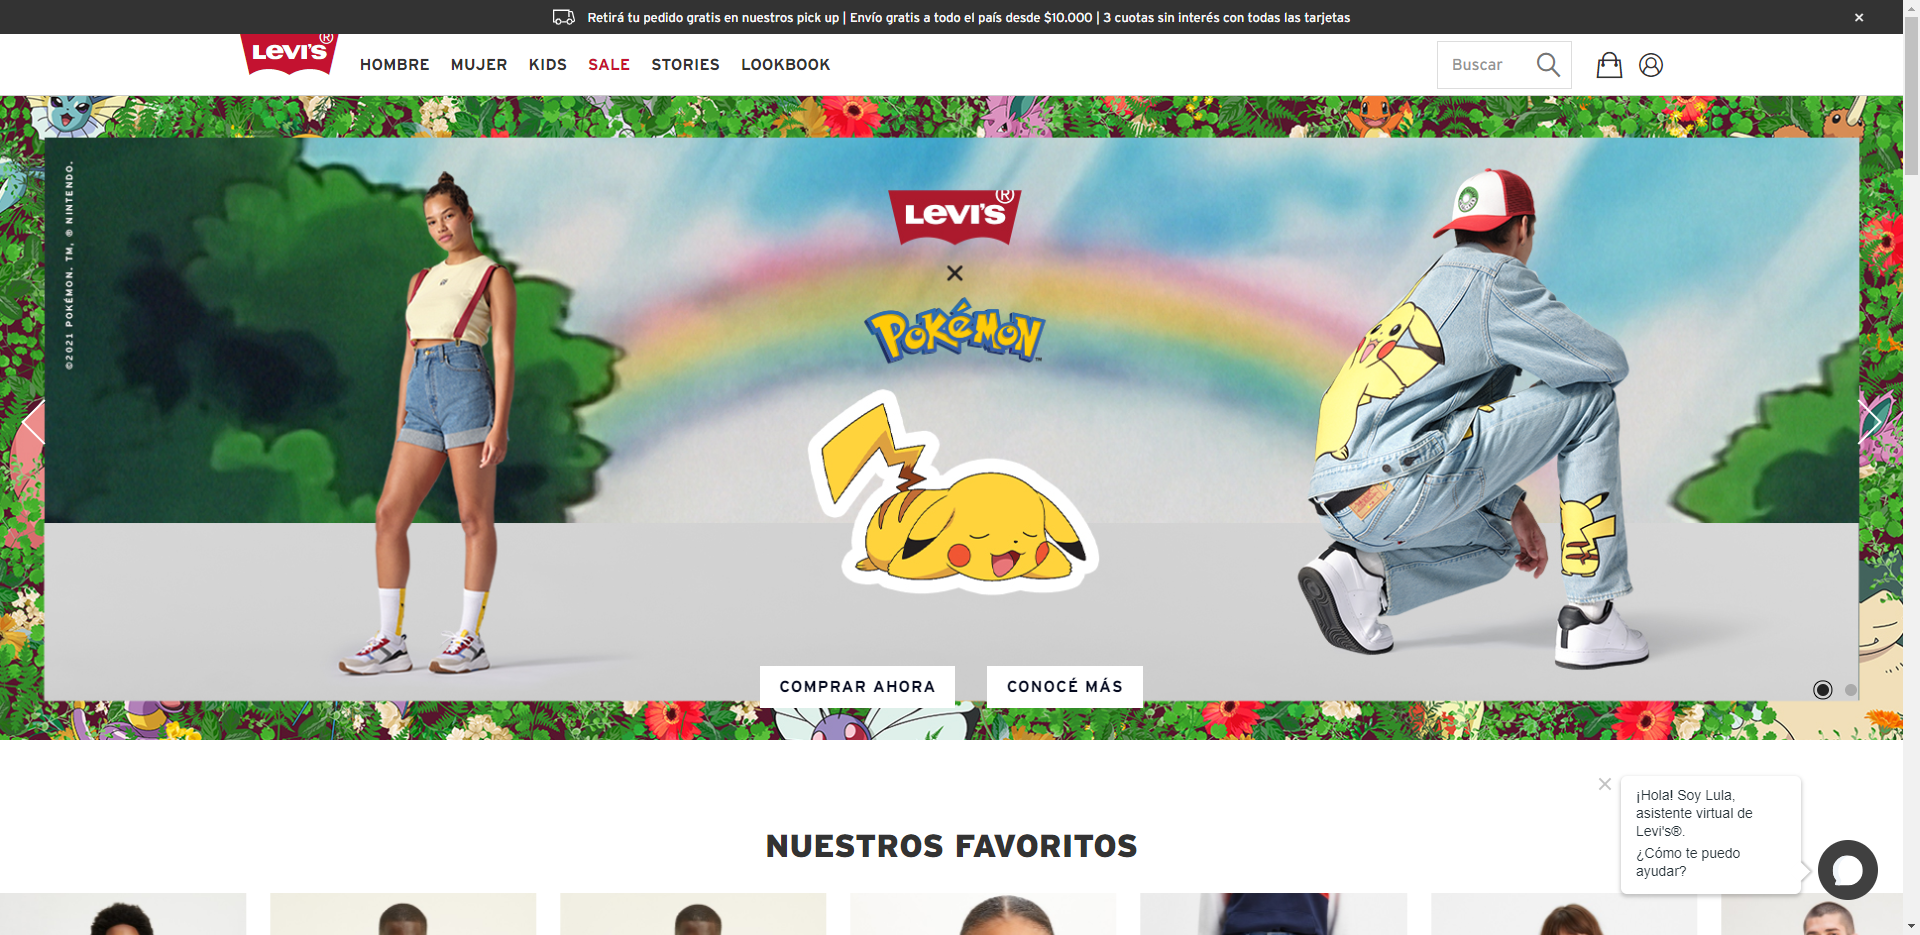 Retirá tu pedido gratis en nuestros pick up | Envío gratis a todo el país desde $10.000 | 3 cuotas sin interés con todas las tarjetas
Levi's®
HOMBRE MUJER KIDS SALE STORIES LOOKBOOK
Buscar
©2021 POKÉMON. TM, ® NINTENDO.
Levi's®
×
POKéMON™
COMPRAR AHORA
CONOCÉ MÁS
NUESTROS FAVORITOS
¡Hola! Soy Lula,
asistente virtual de
Levi's®.
¿Cómo te puedo
ayudar?